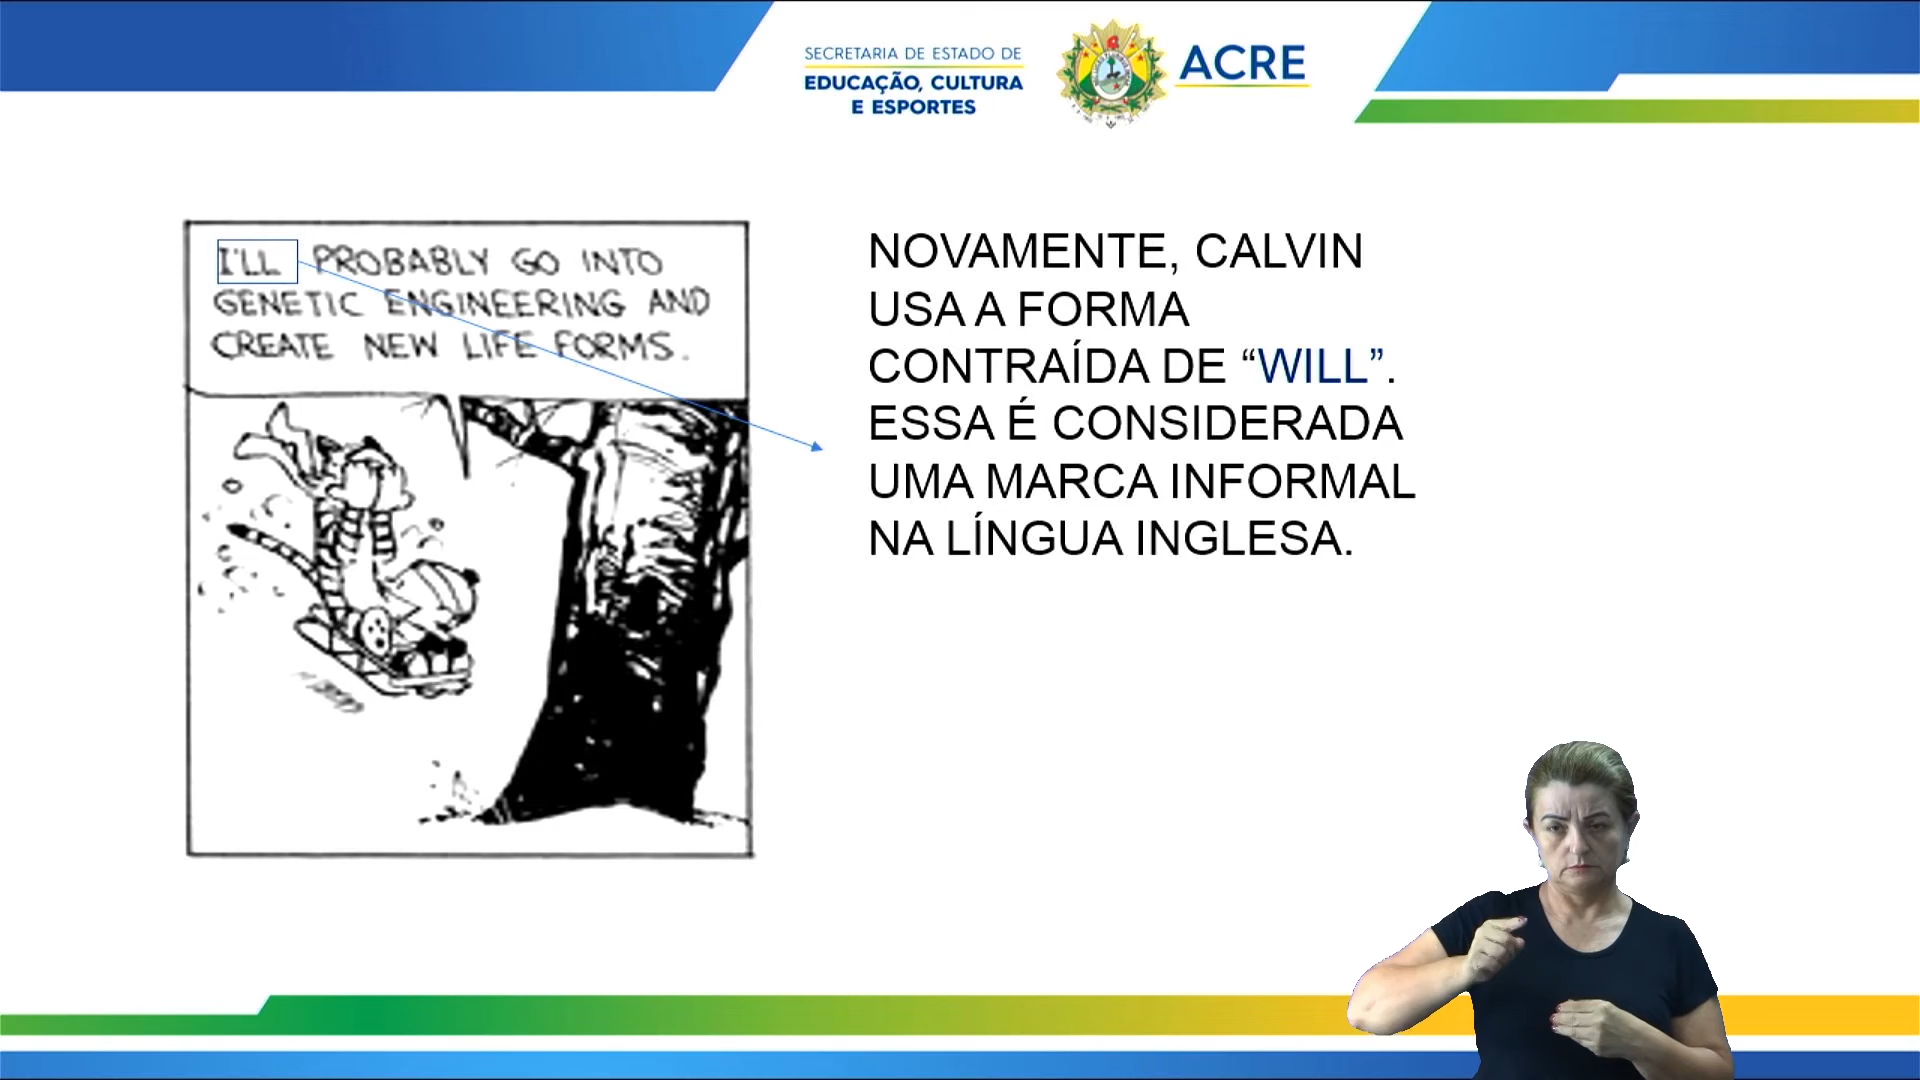 SECRETARIA DE ESTADO DE
EDUCAÇÃO, CULTURA
E ESPORTES
ACRE
I'LL PROBABLY GO INTO
GENETIC ENGINEERING AND
CREATE NEW LIFE FORMS.
NOVAMENTE, CALVIN
USA A FORMA
CONTRAÍDA DE “WILL”.
ESSA É CONSIDERADA
UMA MARCA INFORMAL
NA LÍNGUA INGLESA.